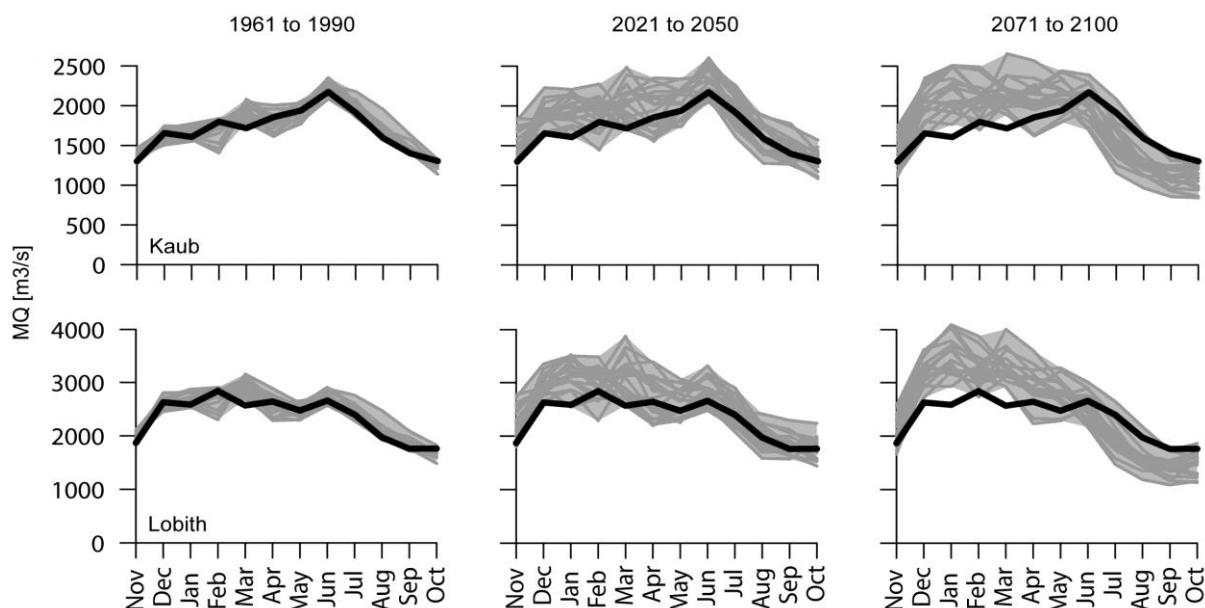 1961 to 1990
2021 to 2050
2071 to 2100
MQ [m3/s]
2500
2000
1500
1000
500
0
Kaub
4000
3000
2000
1000
0
Lobith
Nov Dec Jan Feb Mar Apr May Jun Jul Aug Sep Oct
Nov Dec Jan Feb Mar Apr May Jun Jul Aug Sep Oct
Nov Dec Jan Feb Mar Apr May Jun Jul Aug Sep Oct